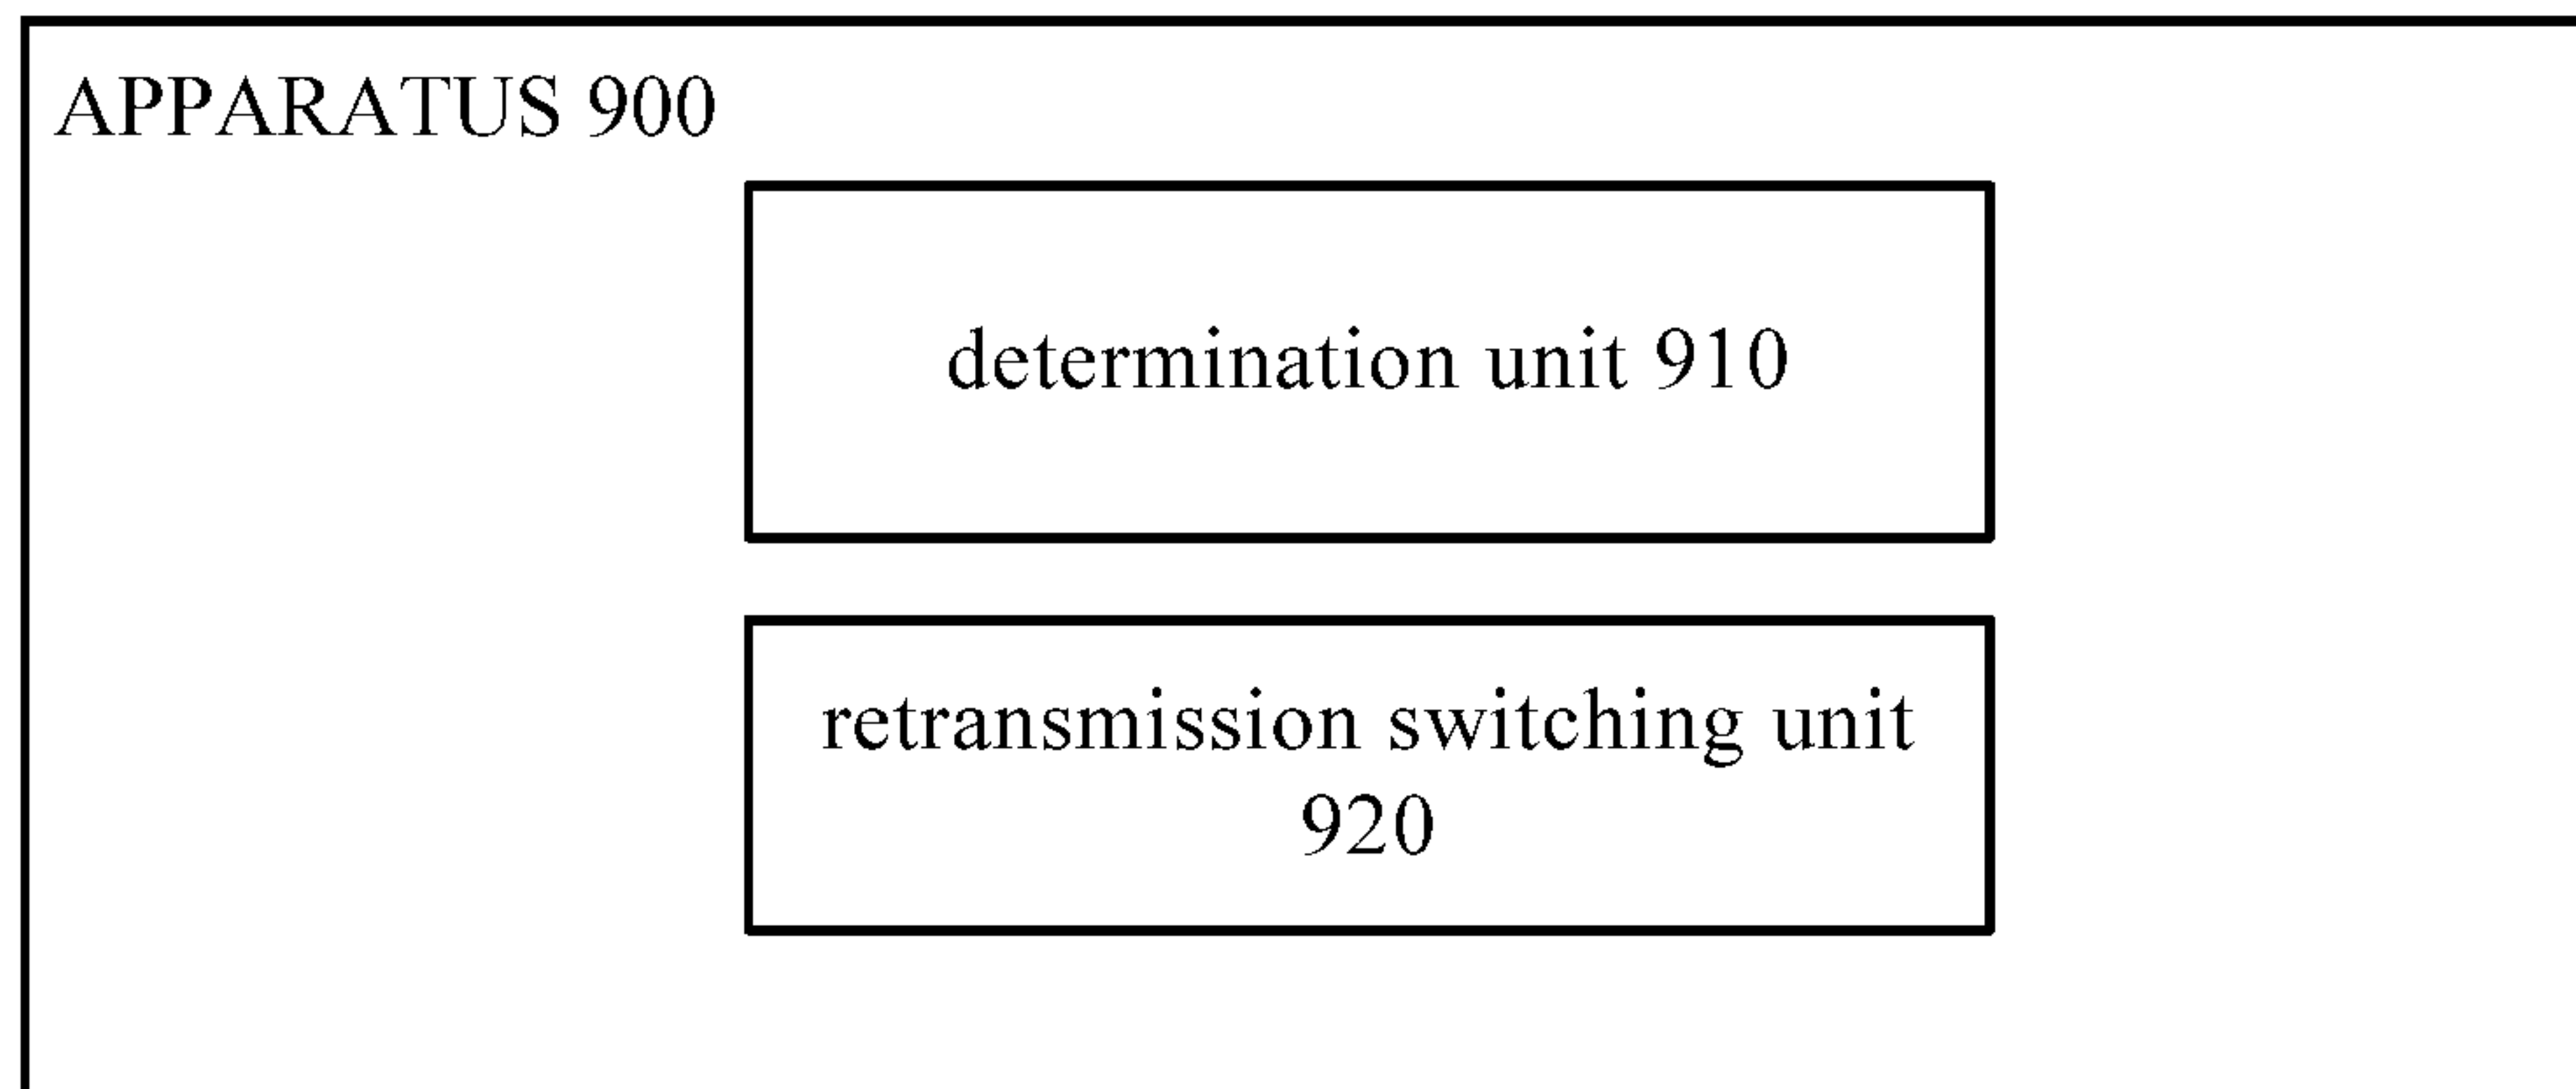 APPARATUS 900
determination unit 910
retransmission switching unit
920